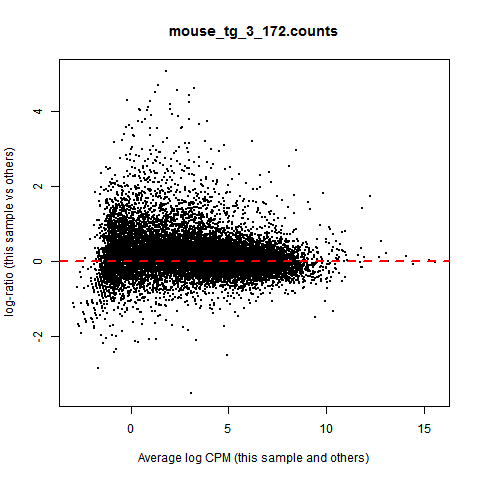 mouse_tg_3_172.counts
log-ratio (this sample vs others)
4
2
0
-2
0
5
10
15
Average log CPM (this sample and others)